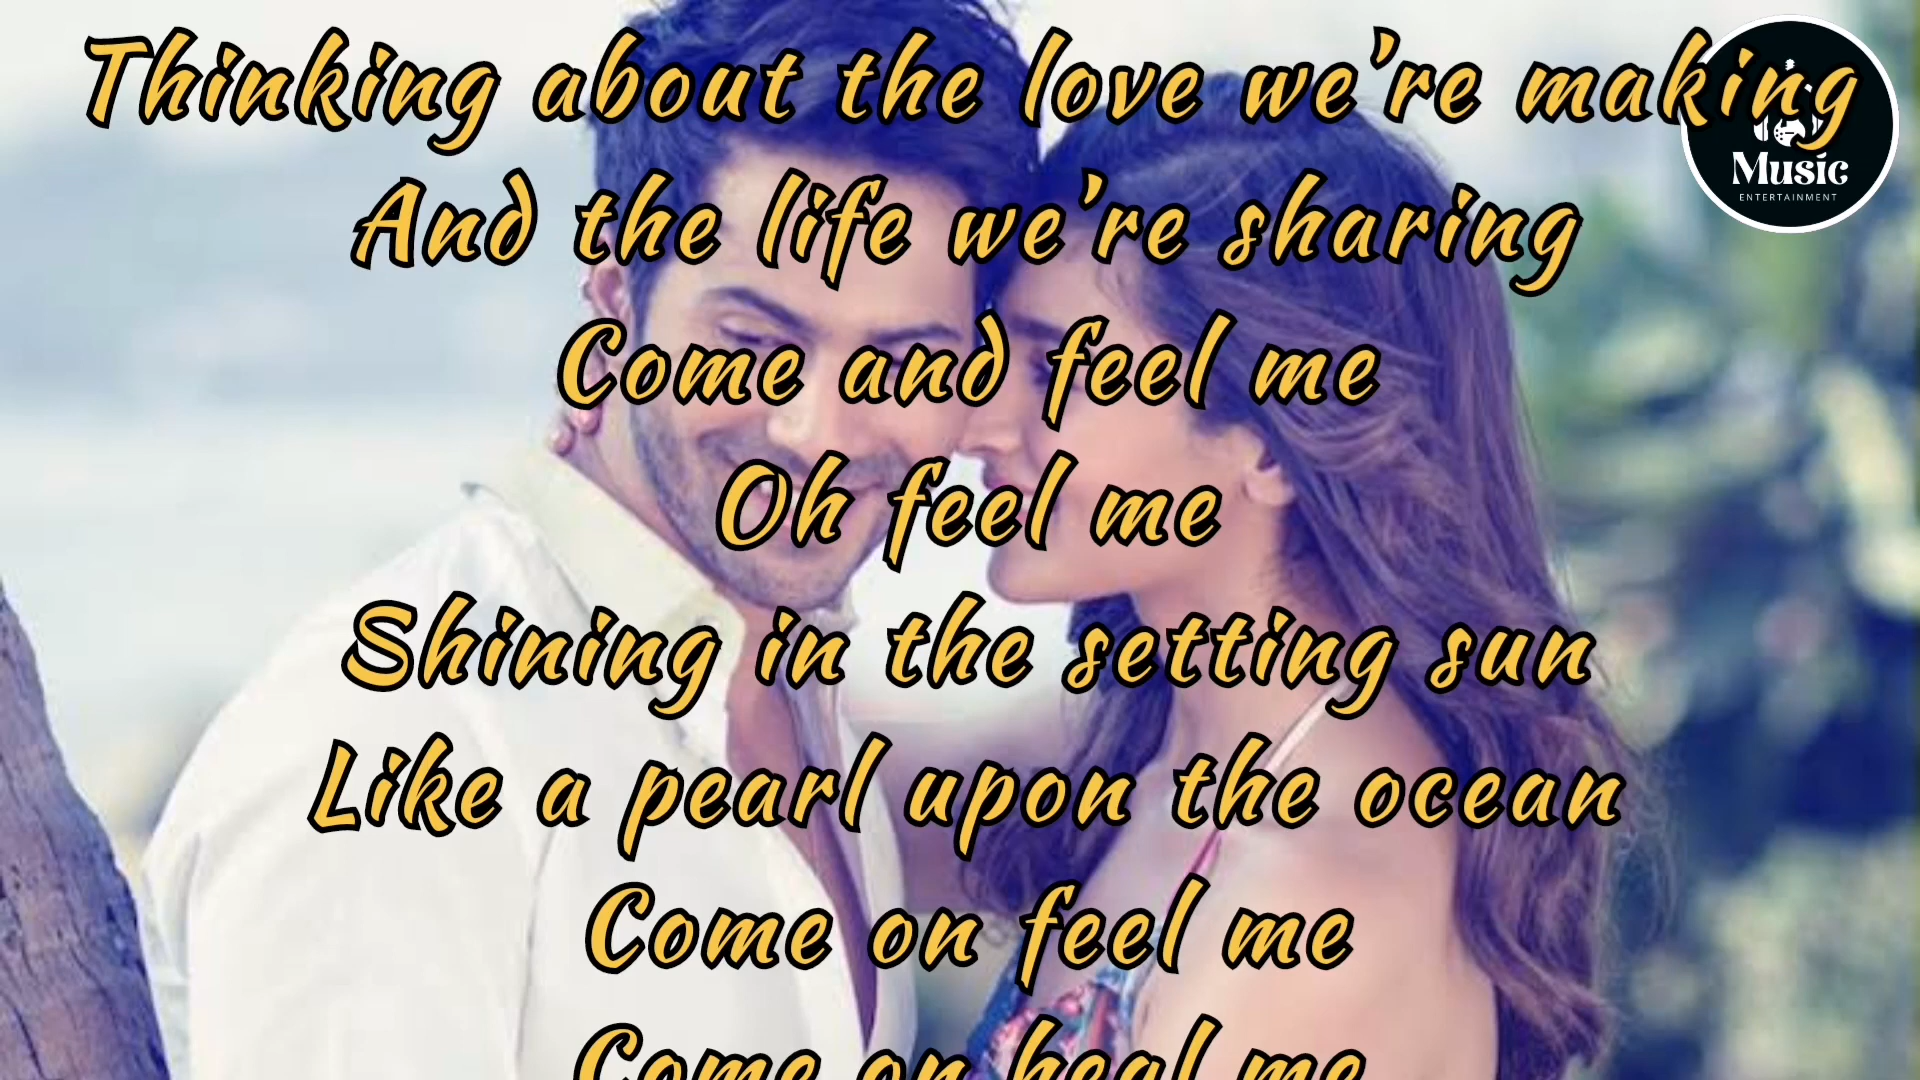 Thinking about the love we're making
And the life we're sharing
Come and feel me
Oh feel me
Shining in the setting sun
Like a pearl upon the ocean
Come on feel me
Come on heal me
Music
ENTERTAINMENT